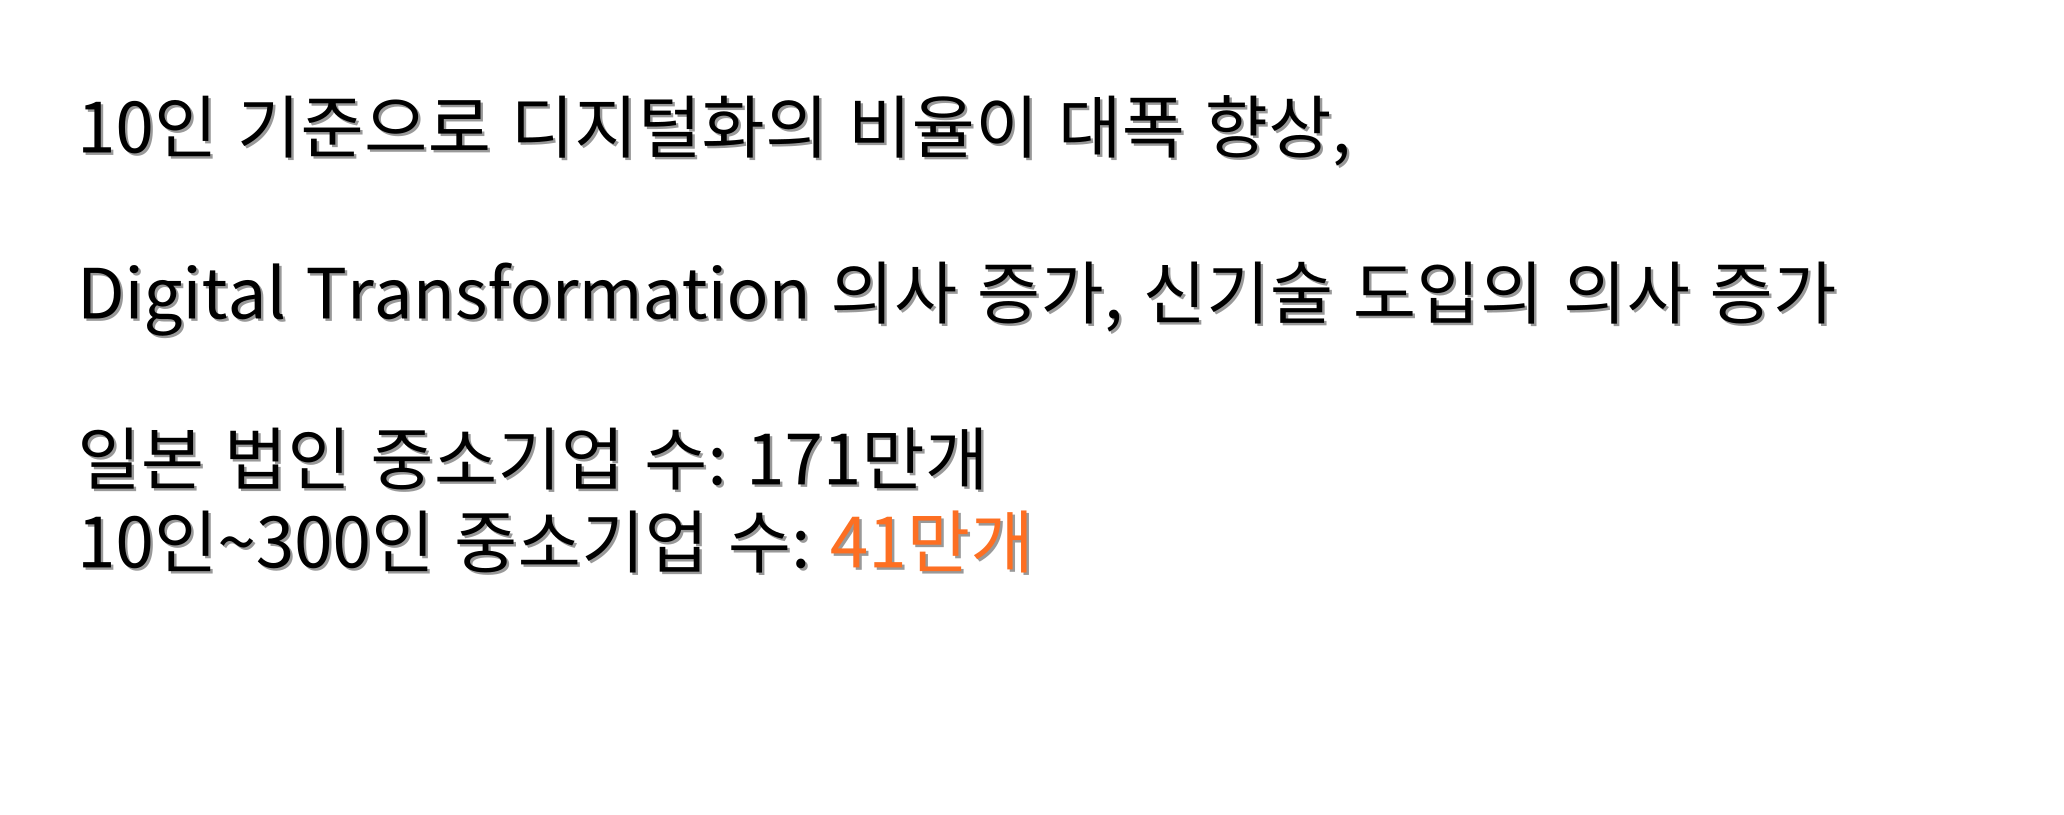 10인 기준으로 디지털화의 비율이 대폭 향상,
Digital Transformation 의사 증가, 신기술 도입의 의사 증가
일본 법인 중소기업 수: 171만개
10인~300인 중소기업 수: 41만개